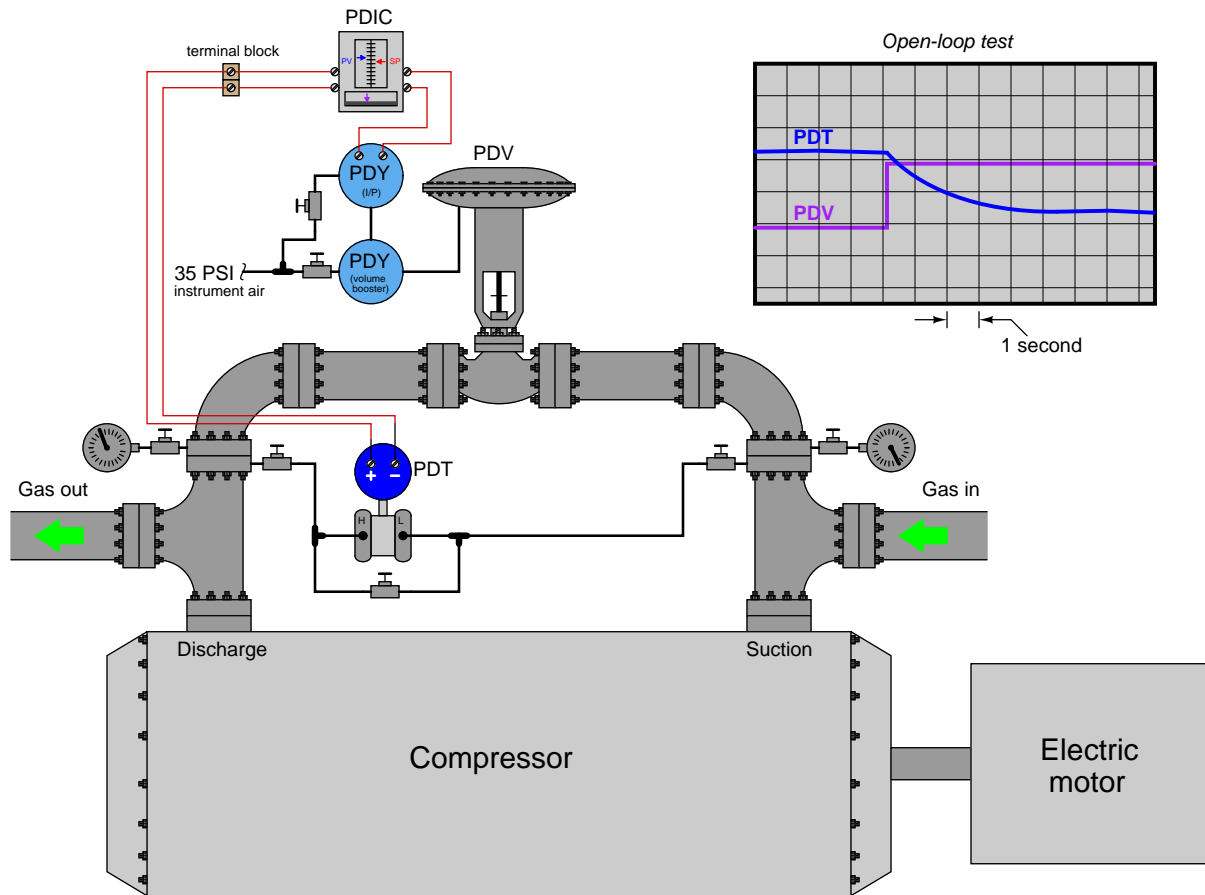 PDIC
Open-loop test
terminal block
PV
SP
PDT
PDV
1 second
PDY
(I/P)
PDV
35 PSI
instrument air
PDY
(volume
booster)
+
−
PDT
H
L
Gas out
Gas in
Discharge
Suction
Compressor
Electric
motor